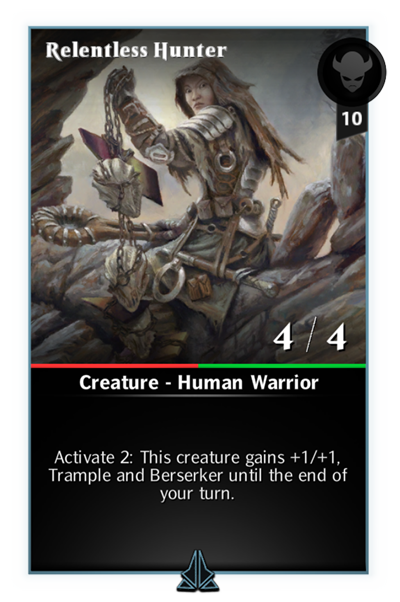 Relentless Hunter
10
4/4
Creature - Human Warrior
Activate 2: This creature gains +1/+1,
Trample and Berserker until the end of
your turn.